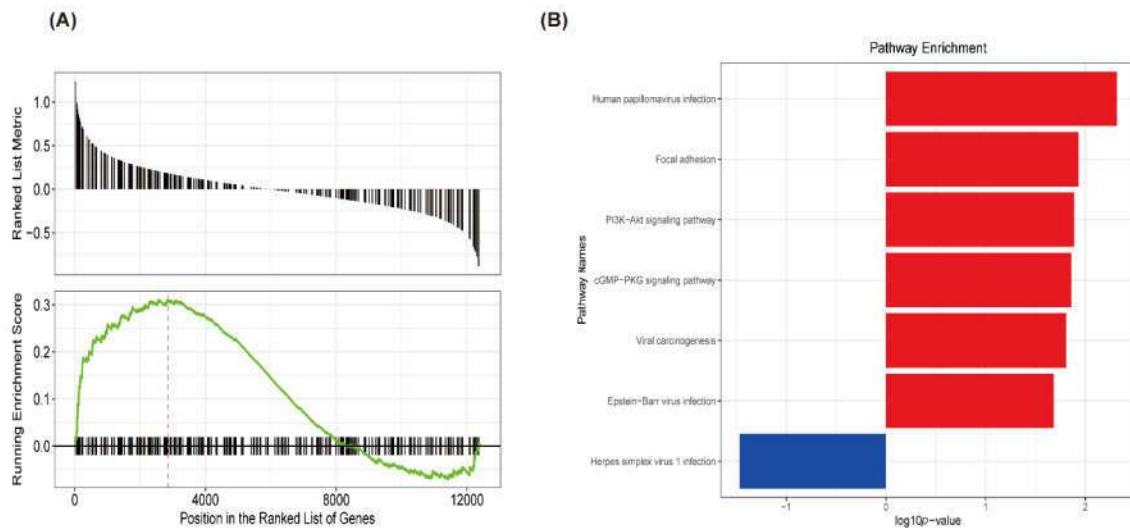 (A)
Ranked List Metric
1.0
0.5
0.0
−0.5
Running Enrichment Score
0.3
0.2
0.1
0.0
0
4000
8000
12000
Position in the Ranked List of Genes
(B)
Pathway Enrichment
Pathway Names
Human papillomavirus infection
Focal adhesion
PI3K−Akt signaling pathway
cGMP−PKG signaling pathway
Viral carcinogenesis
Epstein−Barr virus infection
Herpes simplex virus 1 infection
-1
0
1
2
log10p−value